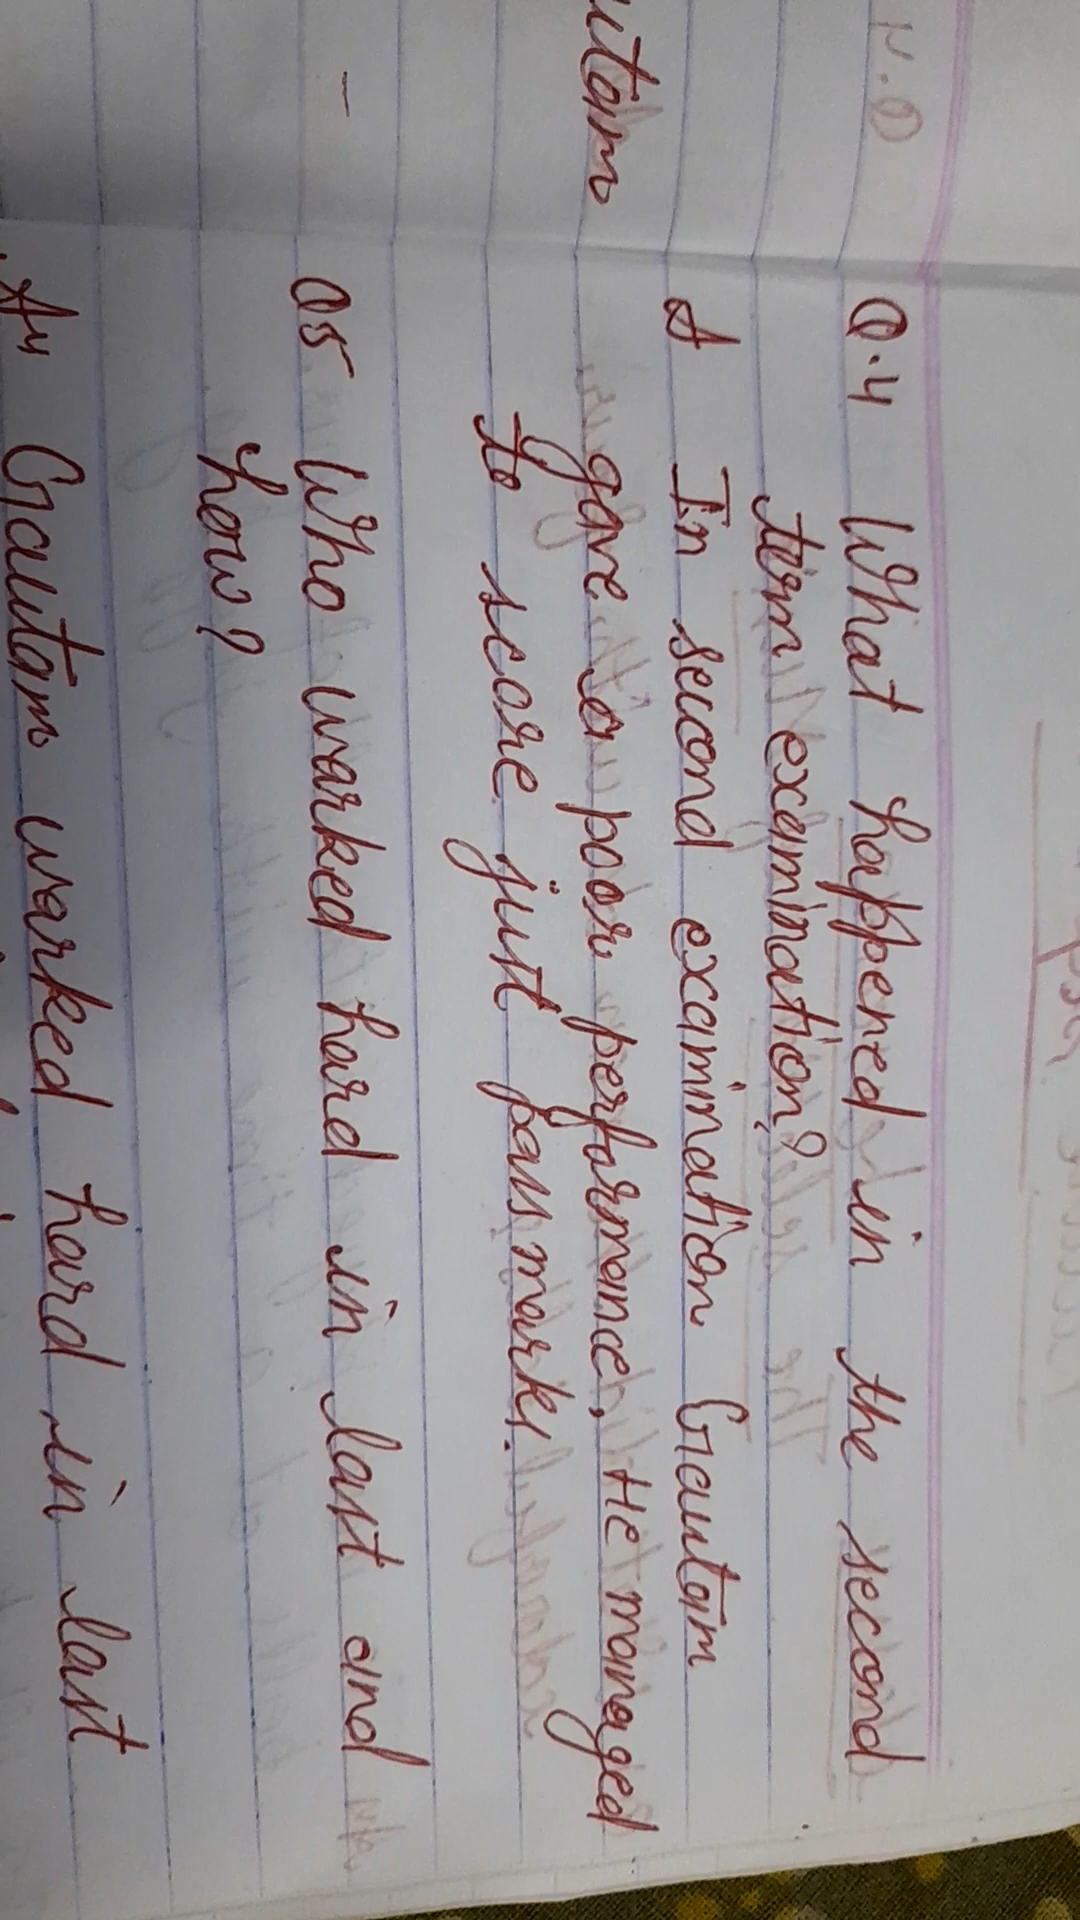 Q.4 What happened in the second
term examination?
A In second examination Gautam
gave a poor performance. He managed
to score just pass marks.
Q5 Who worked hard in last and
how?
A Gautam worked hard in last